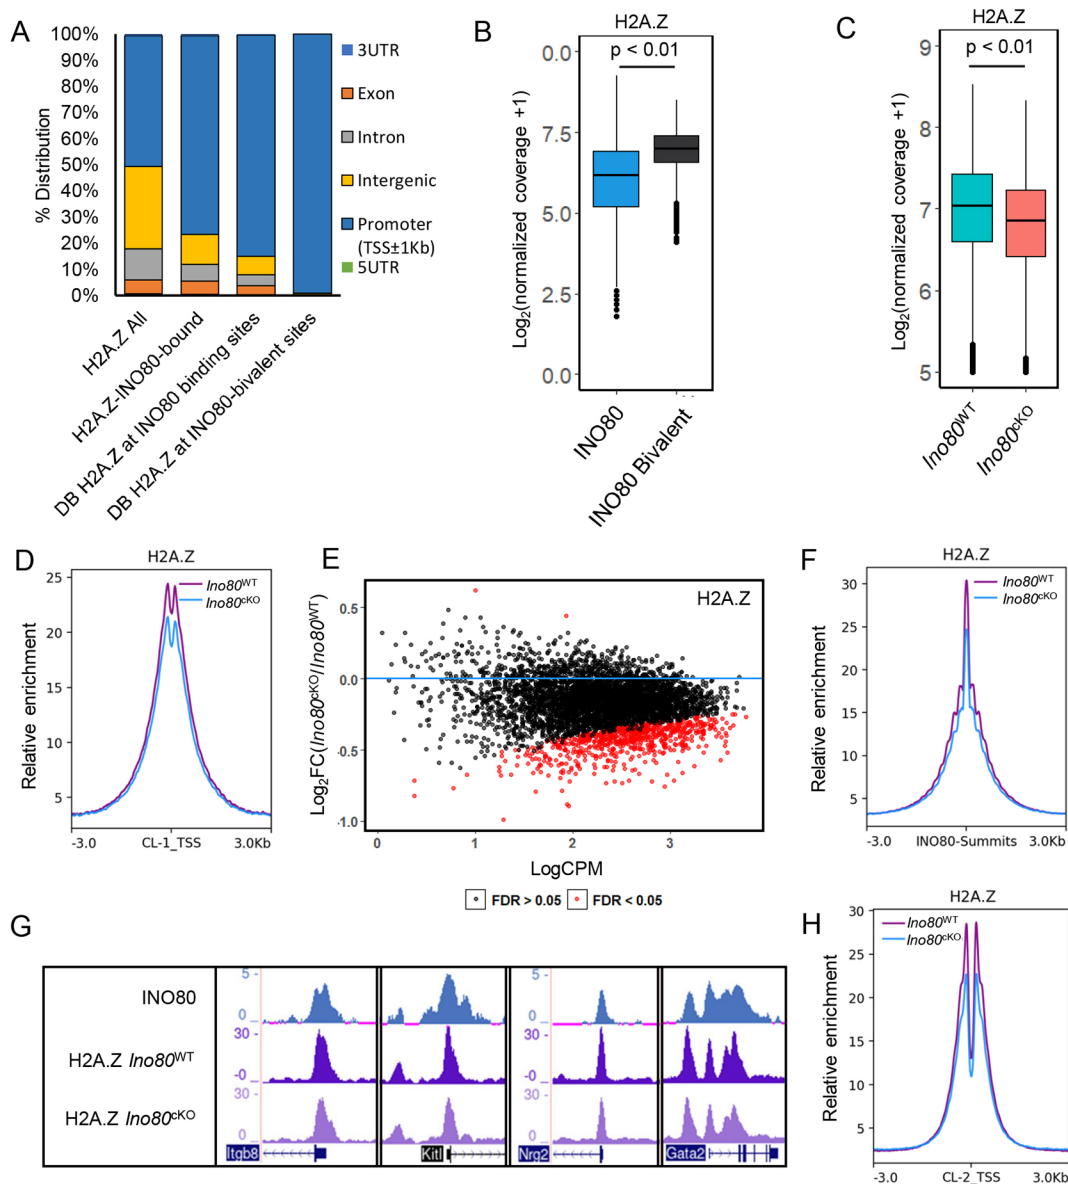 A
100%
90%
80%
70%
60%
50%
40%
30%
20%
10%
0%
% Distribution
H2A.Z All
H2A.Z-INO80-bound
DB H2A.Z at INO80 binding sites
DB H2A.Z at INO80-bivalent sites
3UTR
Exon
Intron
Intergenic
Promoter
(TSS±1Kb)
5UTR
B
H2A.Z
p < 0.01
Log2(normalized coverage +1)
0.0
7.5
5.0
2.5
0.0
INO80
INO80 Bivalent
C
H2A.Z
p < 0.01
Log2(normalized coverage +1)
9
8
7
6
5
Ino80WT
Ino80cKO
D
H2A.Z
Ino80WT
Ino80cKO
Relative enrichment
25
20
15
10
5
-3.0 CL-1_TSS 3.0Kb
E
H2A.Z
Log2FC(Ino80cKO/Ino80WT)
0.5
0.0
-0.5
-1.0
0 1 2 3
LogCPM
FDR > 0.05 FDR < 0.05
F
H2A.Z
Ino80WT
Ino80cKO
Relative enrichment
30
25
20
15
10
5
-3.0 INO80-Summits 3.0Kb
G
INO80
5 -
0 _
H2A.Z Ino80WT
30 -
-0 _
H2A.Z Ino80cKO
30 -
0 _
5 -
0 _
30 -
-0 _
30 -
0 _
Itgb8 Kitl Nrg2 Gata2
H
H2A.Z
Ino80WT
Ino80cKO
Relative enrichment
30
25
20
15
10
5
-3.0 CL-2_TSS 3.0Kb